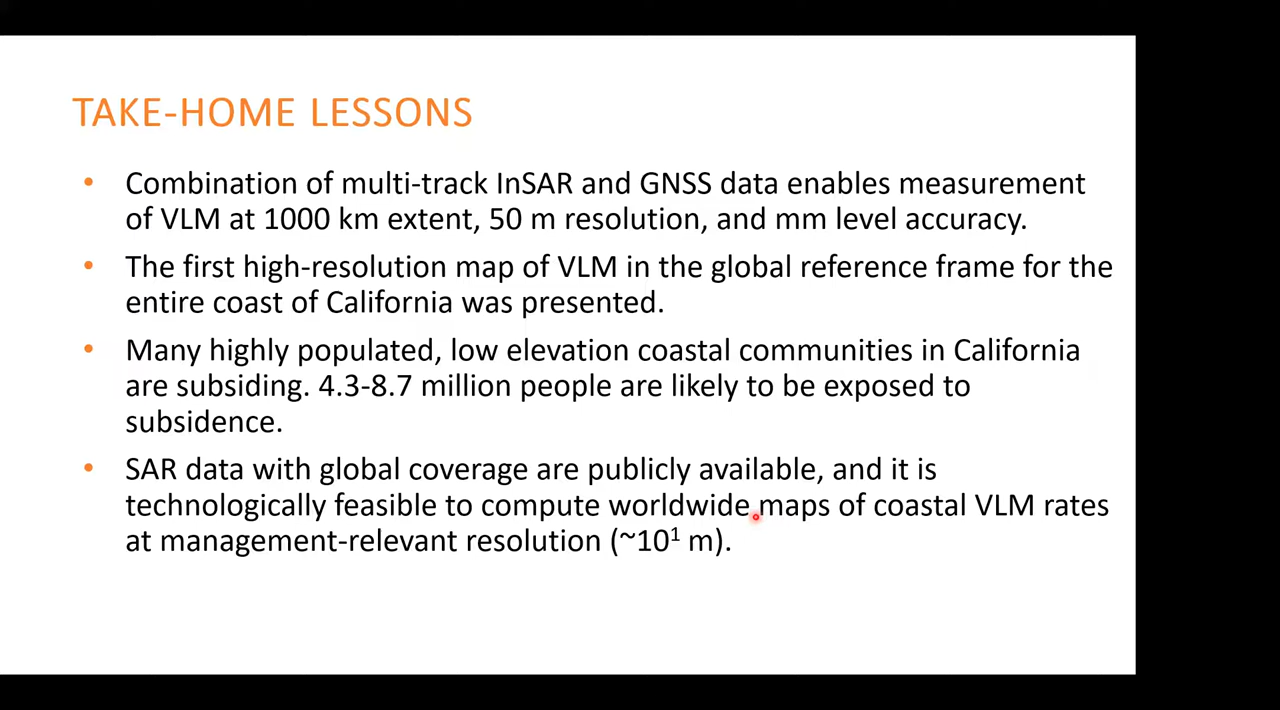 TAKE-HOME LESSONS
• Combination of multi-track InSAR and GNSS data enables measurement
of VLM at 1000 km extent, 50 m resolution, and mm level accuracy.
• The first high-resolution map of VLM in the global reference frame for the
entire coast of California was presented.
• Many highly populated, low elevation coastal communities in California
are subsiding. 4.3-8.7 million people are likely to be exposed to
subsidence.
• SAR data with global coverage are publicly available, and it is
technologically feasible to compute worldwide maps of coastal VLM rates
at management-relevant resolution (~10¹ m).